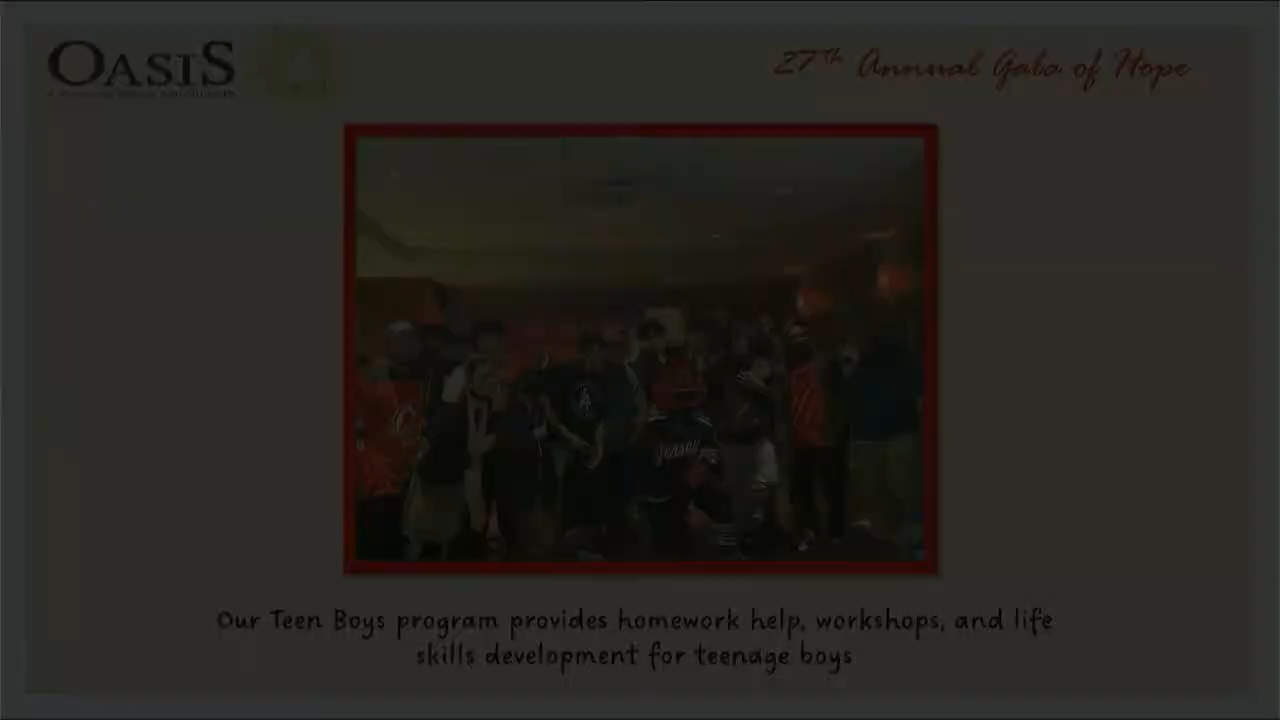 OASIS
27th Annual Gala of Hope
Jersey
Our Teen Boys program provides homework help, workshops, and life
skills development for teenage boys